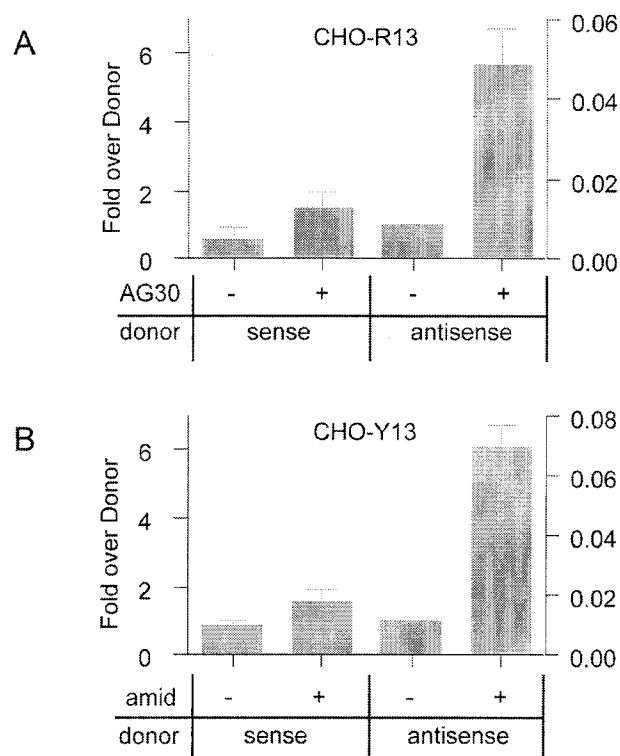 A
CHO-R13
Fold over Donor
6
4
2
0
0.06
0.04
0.02
0.00
AG30 - + - +
donor sense antisense
B
CHO-Y13
Fold over Donor
6
4
2
0
0.08
0.06
0.04
0.02
0.00
amid - + - +
donor sense antisense